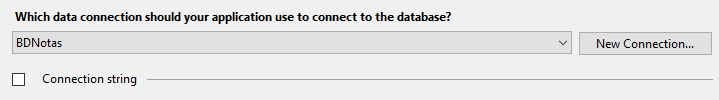 Which data connection should your application use to connect to the database?
BDNotas
New Connection...
Connection string